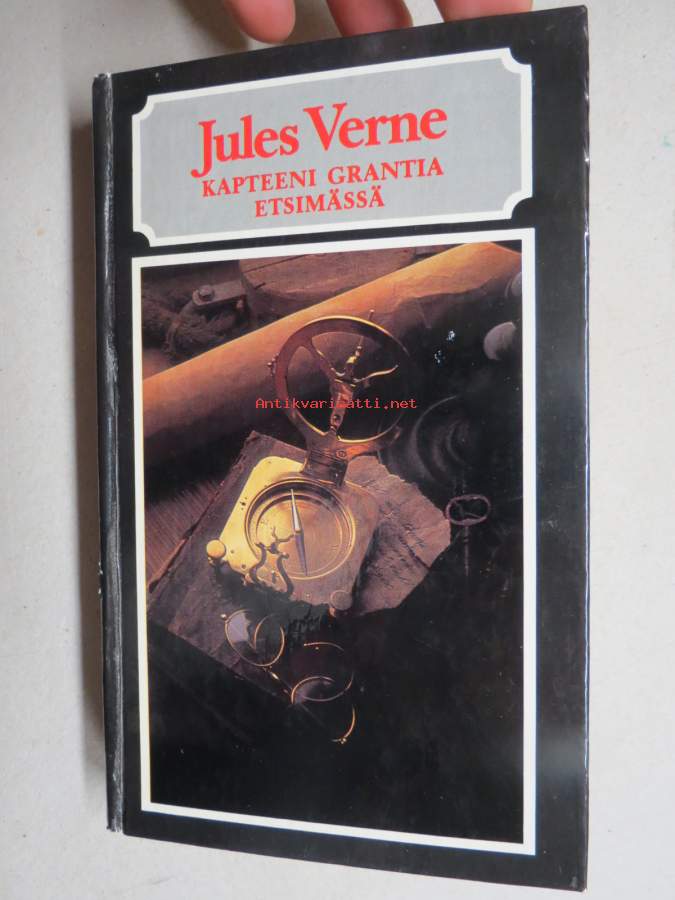 Jules Verne
KAPTEENI GRANTIA
ETSIMÄSSÄ
Antikvariaatti.net